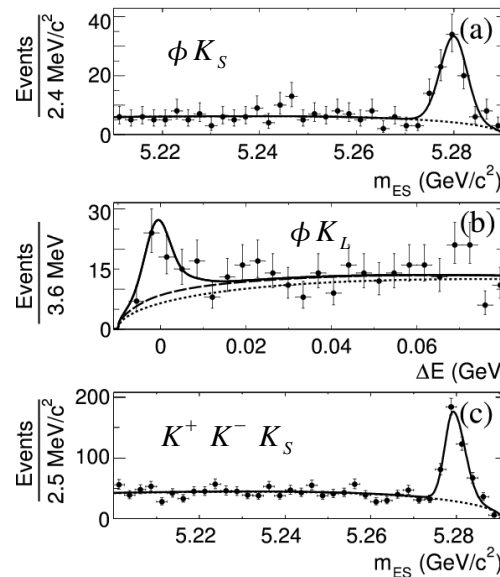 (a)
ϕ K_S
Events
2.4 MeV/c²
40
20
0
5.22 5.24 5.26 5.28
m_ES (GeV/c²)
(b)
ϕ K_L
Events
3.6 MeV
30
15
0
0 0.02 0.04 0.06
ΔE (GeV
(c)
K⁺ K⁻ K_S
Events
2.5 MeV/c²
200
100
0
5.22 5.24 5.26 5.28
m_ES (GeV/c²)